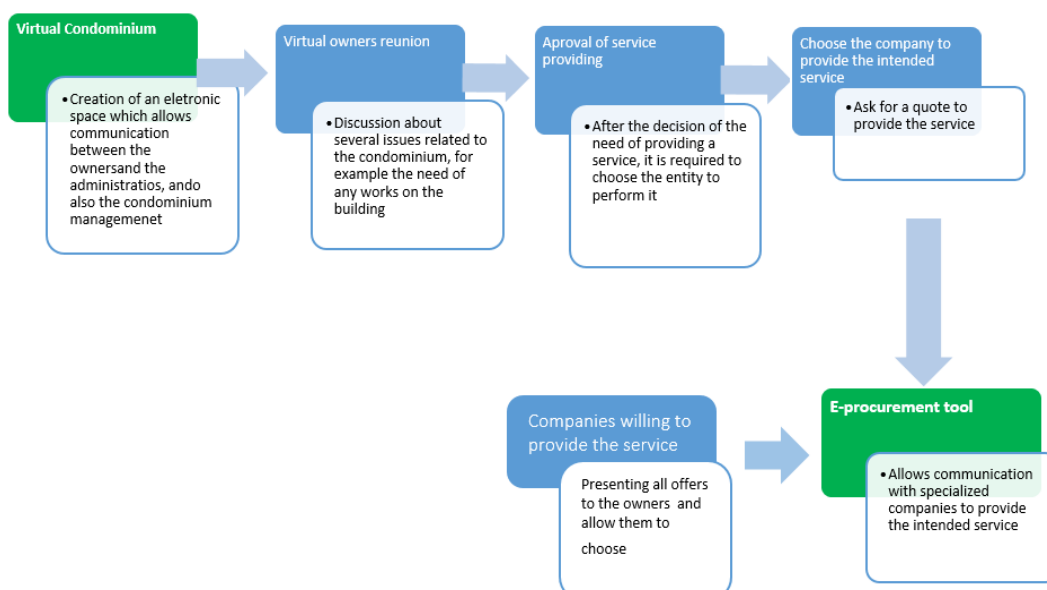 Virtual Condominium
•Creation of an eletronic
space which allows
communication
between the
ownersand the
administratios, ando
also the condominium
managemenet
Virtual owners reunion
•Discussion about
several issues related to
the condominium, for
example the need of
any works on the
building
Aproval of service
providing
•After the decision of the
need of providing a
service, it is required to
choose the entity to
perform it
Choose the company to
provide the intended
service
•Ask for a quote to
provide the service
Companies willing to
provide the service
Presenting all offers
to the owners and
allow them to
choose
E-procurement tool
•Allows communication
with specialized
companies to provide
the intended service